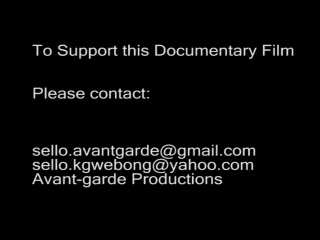 To Support this Documentary Film
Please contact:
sello.avantgarde@gmail.com
sello.kgwebong@yahoo.com
Avant-garde Productions